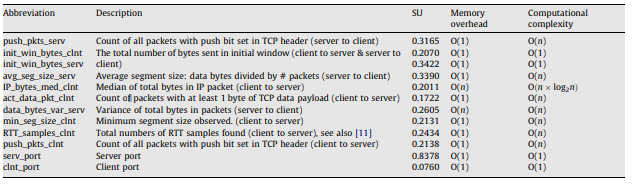 Abbreviation Description SU Memory overhead Computational complexity
push_pkts_serv Count of all packets with push bit set in TCP header (server to client) 0.3165 O(1) O(n)
init_win_bytes_clnt The total number of bytes sent in initial window (client to server & server to 0.2070 O(1) O(1)
init_win_bytes_serv client) 0.3422 O(1) O(1)
avg_seg_size_serv Average segment size: data bytes divided by # packets (server to client) 0.3390 O(1) O(n)
IP_bytes_med_clnt Median of total bytes in IP packet (client to server) 0.2011 O(n) O(n × log₂n)
act_data_pkt_clnt Count of packets with at least 1 byte of TCP data payload (client to server) 0.1722 O(1) O(n)
data_bytes_var_serv Variance of total bytes in packets (server to client) 0.2605 O(n) O(n)
min_seg_size_clnt Minimum segment size observed. (client to server) 0.2131 O(1) O(n)
RTT_samples_clnt Total numbers of RTT samples found (client to server), see also [11] 0.2434 O(1) O(n)
push_pkts_clnt Count of all packets with push bit set in TCP header (client to server) 0.2138 O(1) O(n)
serv_port Server port 0.8378 O(1) O(1)
clnt_port Client port 0.0760 O(1) O(1)